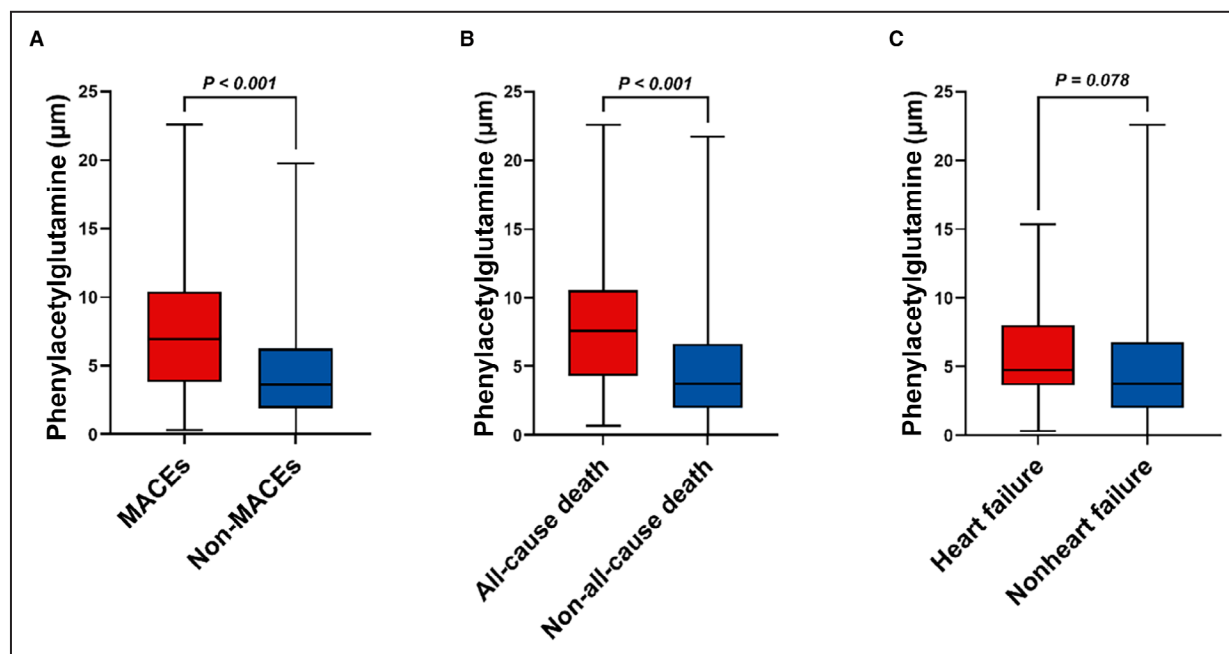 A
P < 0.001
Phenylacetylglutamine (μm)
25
20
15
10
5
0
MACEs
Non-MACEs
B
P < 0.001
Phenylacetylglutamine (μm)
25
20
15
10
5
0
All-cause death
Non-all-cause death
C
P = 0.078
Phenylacetylglutamine (μm)
25
20
15
10
5
0
Heart failure
Nonheart failure